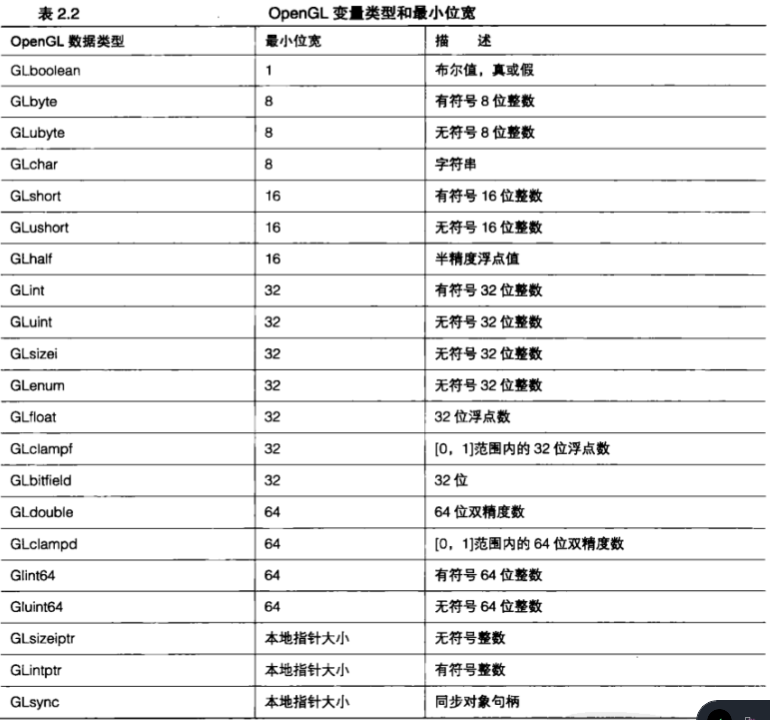 表 2.2 OpenGL 变量类型和最小位宽
OpenGL 数据类型 最小位宽 描 述
GLboolean 1 布尔值，真或假
GLbyte 8 有符号 8 位整数
GLubyte 8 无符号 8 位整数
GLchar 8 字符串
GLshort 16 有符号 16 位整数
GLushort 16 无符号 16 位整数
GLhalf 16 半精度浮点值
GLint 32 有符号 32 位整数
GLuint 32 无符号 32 位整数
GLsizei 32 无符号 32 位整数
GLenum 32 无符号 32 位整数
GLfloat 32 32 位浮点数
GLclampf 32 [0，1]范围内的 32 位浮点数
GLbitfield 32 32 位
GLdouble 64 64 位双精度数
GLclampd 64 [0，1]范围内的 64 位双精度数
Glint64 64 有符号 64 位整数
Gluint64 64 无符号 64 位整数
GLsizeiptr 本地指针大小 无符号整数
GLintptr 本地指针大小 有符号整数
GLsync 本地指针大小 同步对象句柄